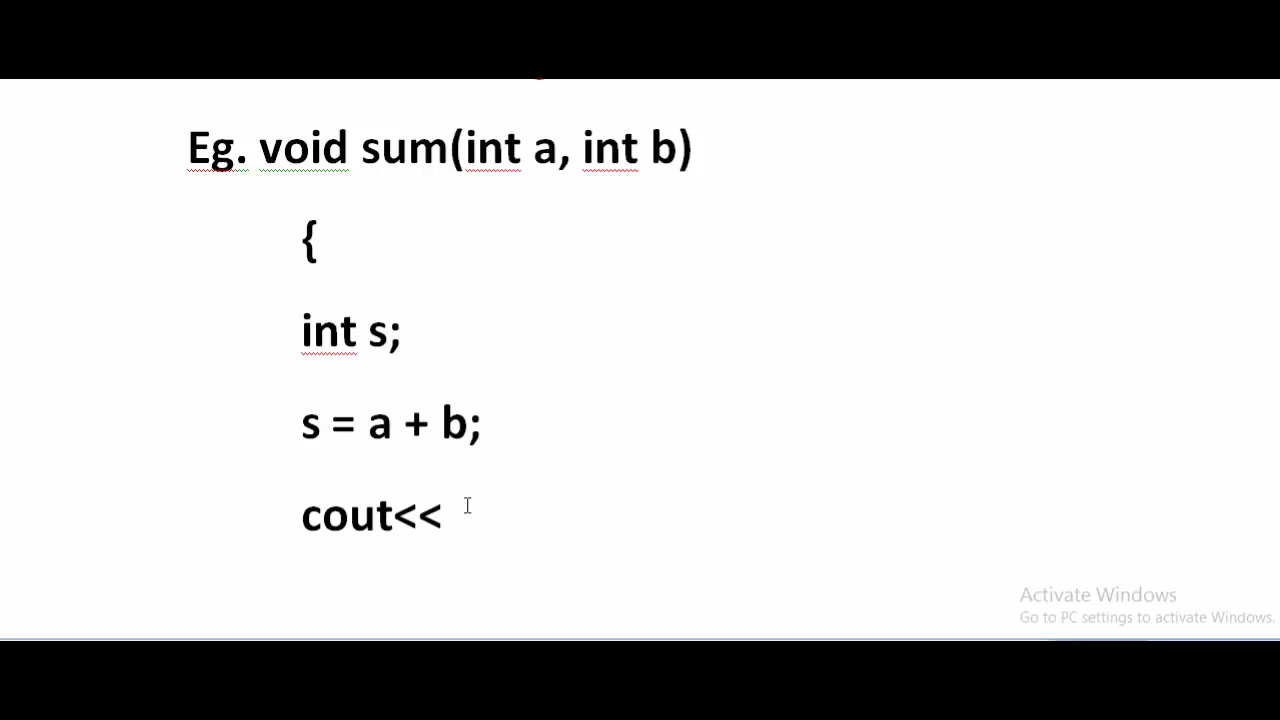 Eg. void sum(int a, int b)
{
int s;
s = a + b;
cout<<
Activate Windows
Go to PC settings to activate Windows.